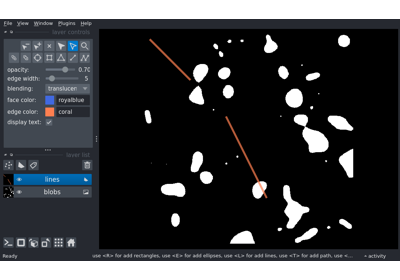 File View Window Plugins Help
layer controls
opacity: 0.70
edge width: 5
blending: translucen
face color: royalblue
edge color: coral
display text:
layer list
lines
blobs
Ready use <R> for add rectangles, use <E> for add ellipses, use <L> for add lines, use <T> for add path, use <... activity